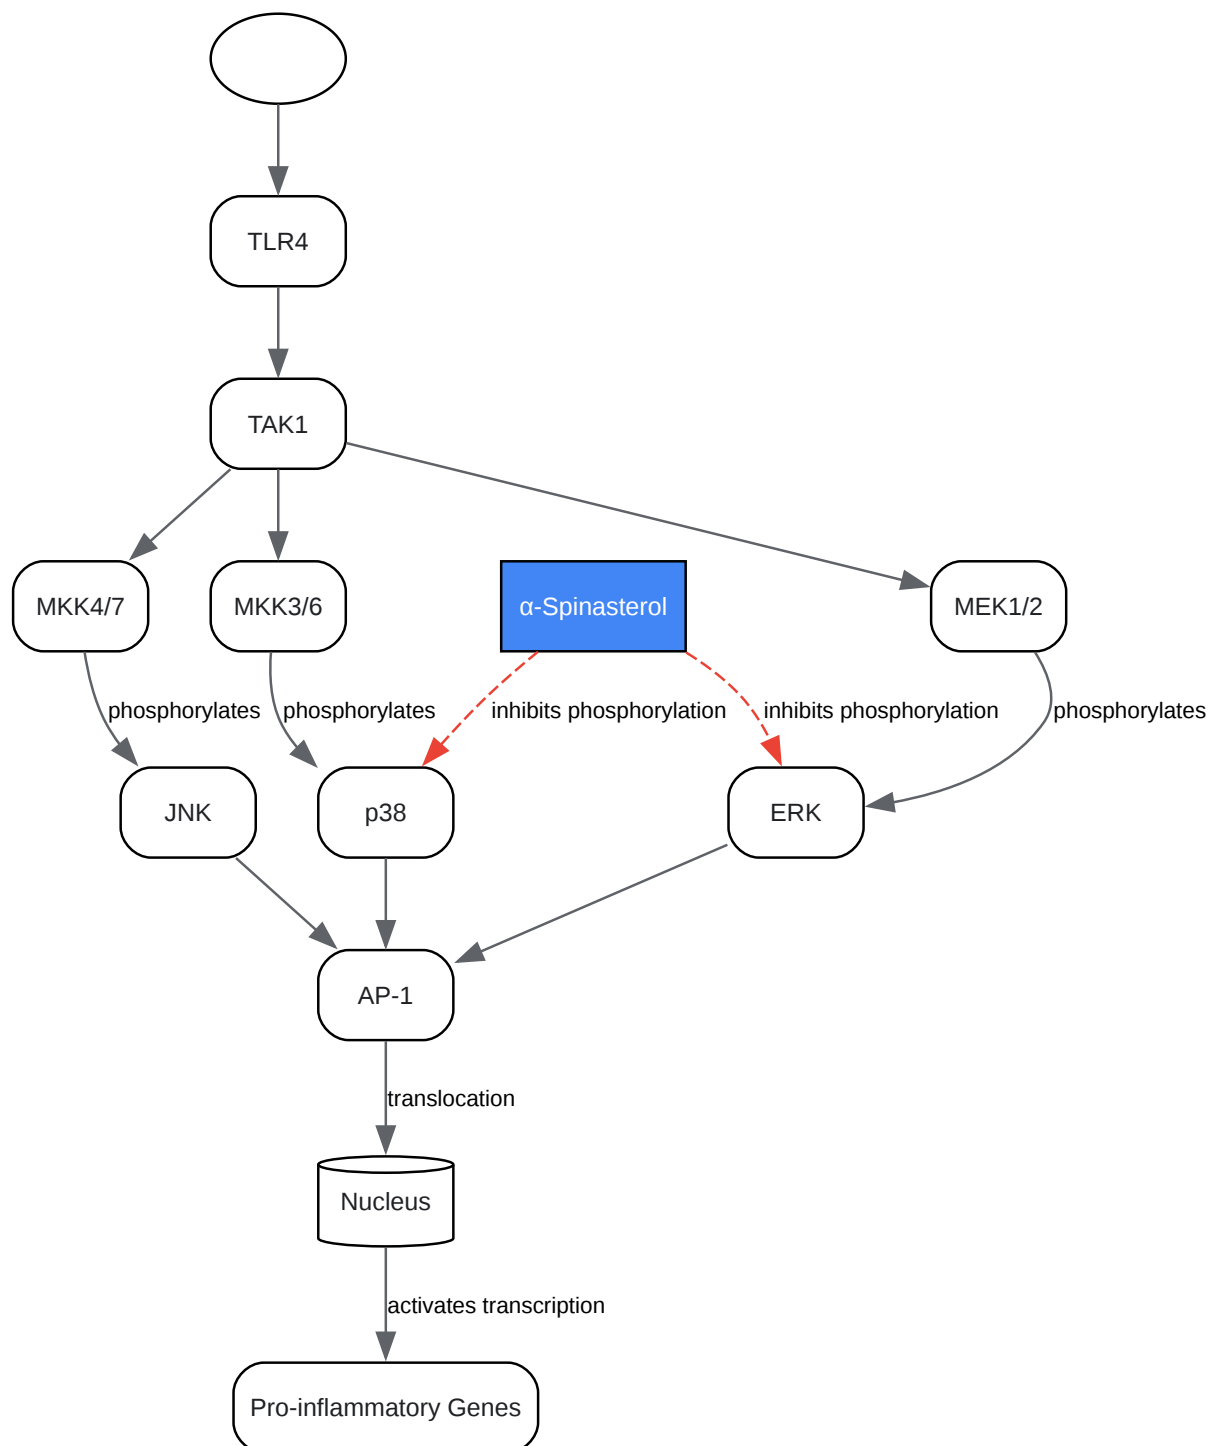 TLR4
TAK1
MKK4/7
MKK3/6
α-Spinasterol
MEK1/2
phosphorylates
phosphorylates
inhibits phosphorylation
inhibits phosphorylation
phosphorylates
JNK
p38
ERK
AP-1
translocation
Nucleus
activates transcription
Pro-inflammatory Genes